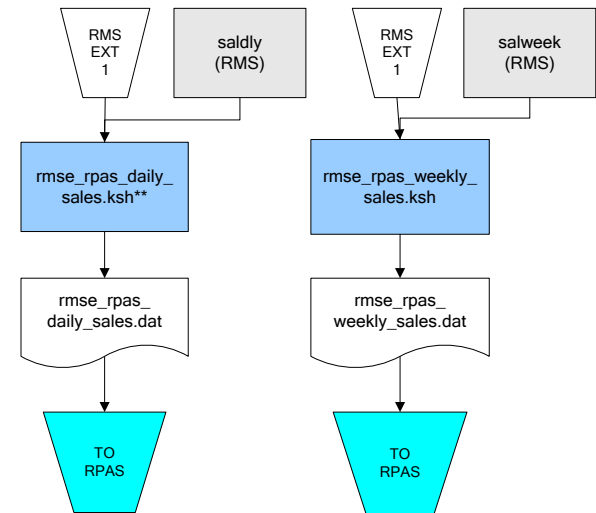 RMS
EXT
1
saldly
(RMS)
RMS
EXT
1
salweek
(RMS)
rmse_rpas_daily_
sales.ksh**
rmse_rpas_weekly_
sales.ksh
rmse_rpas_
daily_sales.dat
rmse_rpas_
weekly_sales.dat
TO
RPAS
TO
RPAS